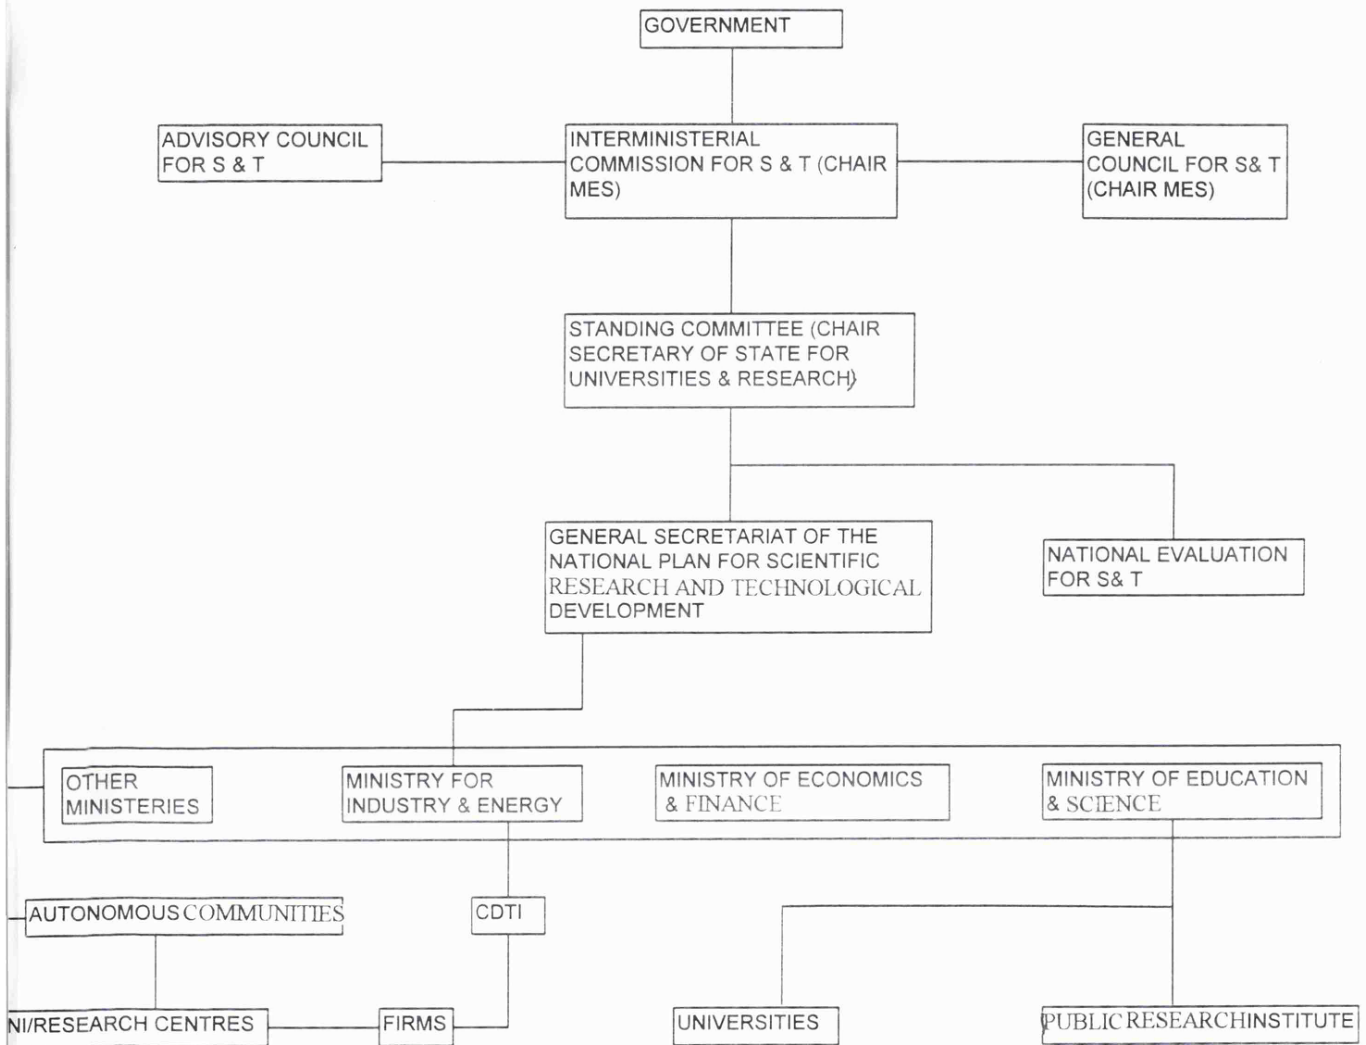 GOVERNMENT
ADVISORY COUNCIL
FOR S & T
INTERMINISTERIAL
COMMISSION FOR S & T (CHAIR
MES)
GENERAL
COUNCIL FOR S& T
(CHAIR MES)
STANDING COMMITTEE (CHAIR
SECRETARY OF STATE FOR
UNIVERSITIES & RESEARCH)
GENERAL SECRETARIAT OF THE
NATIONAL PLAN FOR SCIENTIFIC
RESEARCH AND TECHNOLOGICAL
DEVELOPMENT
NATIONAL EVALUATION
FOR S& T
OTHER
MINISTERIES
MINISTRY FOR
INDUSTRY & ENERGY
MINISTRY OF ECONOMICS
& FINANCE
MINISTRY OF EDUCATION
& SCIENCE
AUTONOMOUS COMMUNITIES
CDTI
NI/RESEARCH CENTRES
FIRMS
UNIVERSITIES
PUBLIC RESEARCH INSTITUTE